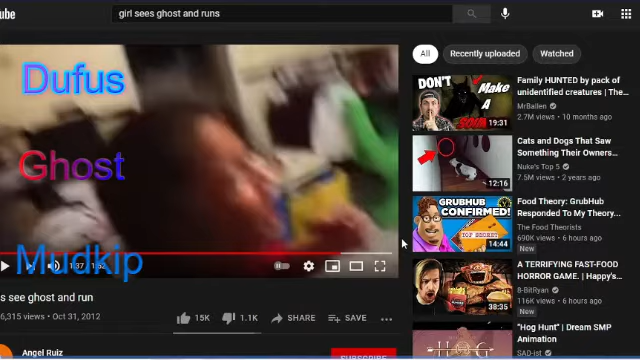 ube
girl sees ghost and runs
Dufus
Ghost
Mudkip
s see ghost and run
6,315 views • Oct 31, 2012
15K
1.1K
SHARE
SAVE
Angel Ruiz
SUBSCRIBE
All
Recently uploaded
Watched
DON'T
Make
A
19:31
Family HUNTED by pack of
unidentified creatures | The...
MrBallen
2.7M views • 10 months ago
12:16
Cats and Dogs That Saw
Something Their Owners...
Nuke's Top 5
7.5M views • 2 years ago
GRUBHUB
CONFIRMED!
TOP SECRET
14:44
Food Theory: GrubHub
Responded To My Theory...
The Food Theorists
690K views • 6 hours ago
New
38:35
A TERRIFYING FAST-FOOD
HORROR GAME. | Happy's...
8-BitRyan
116K views • 6 hours ago
New
"Hog Hunt" | Dream SMP
Animation
SAD-ist